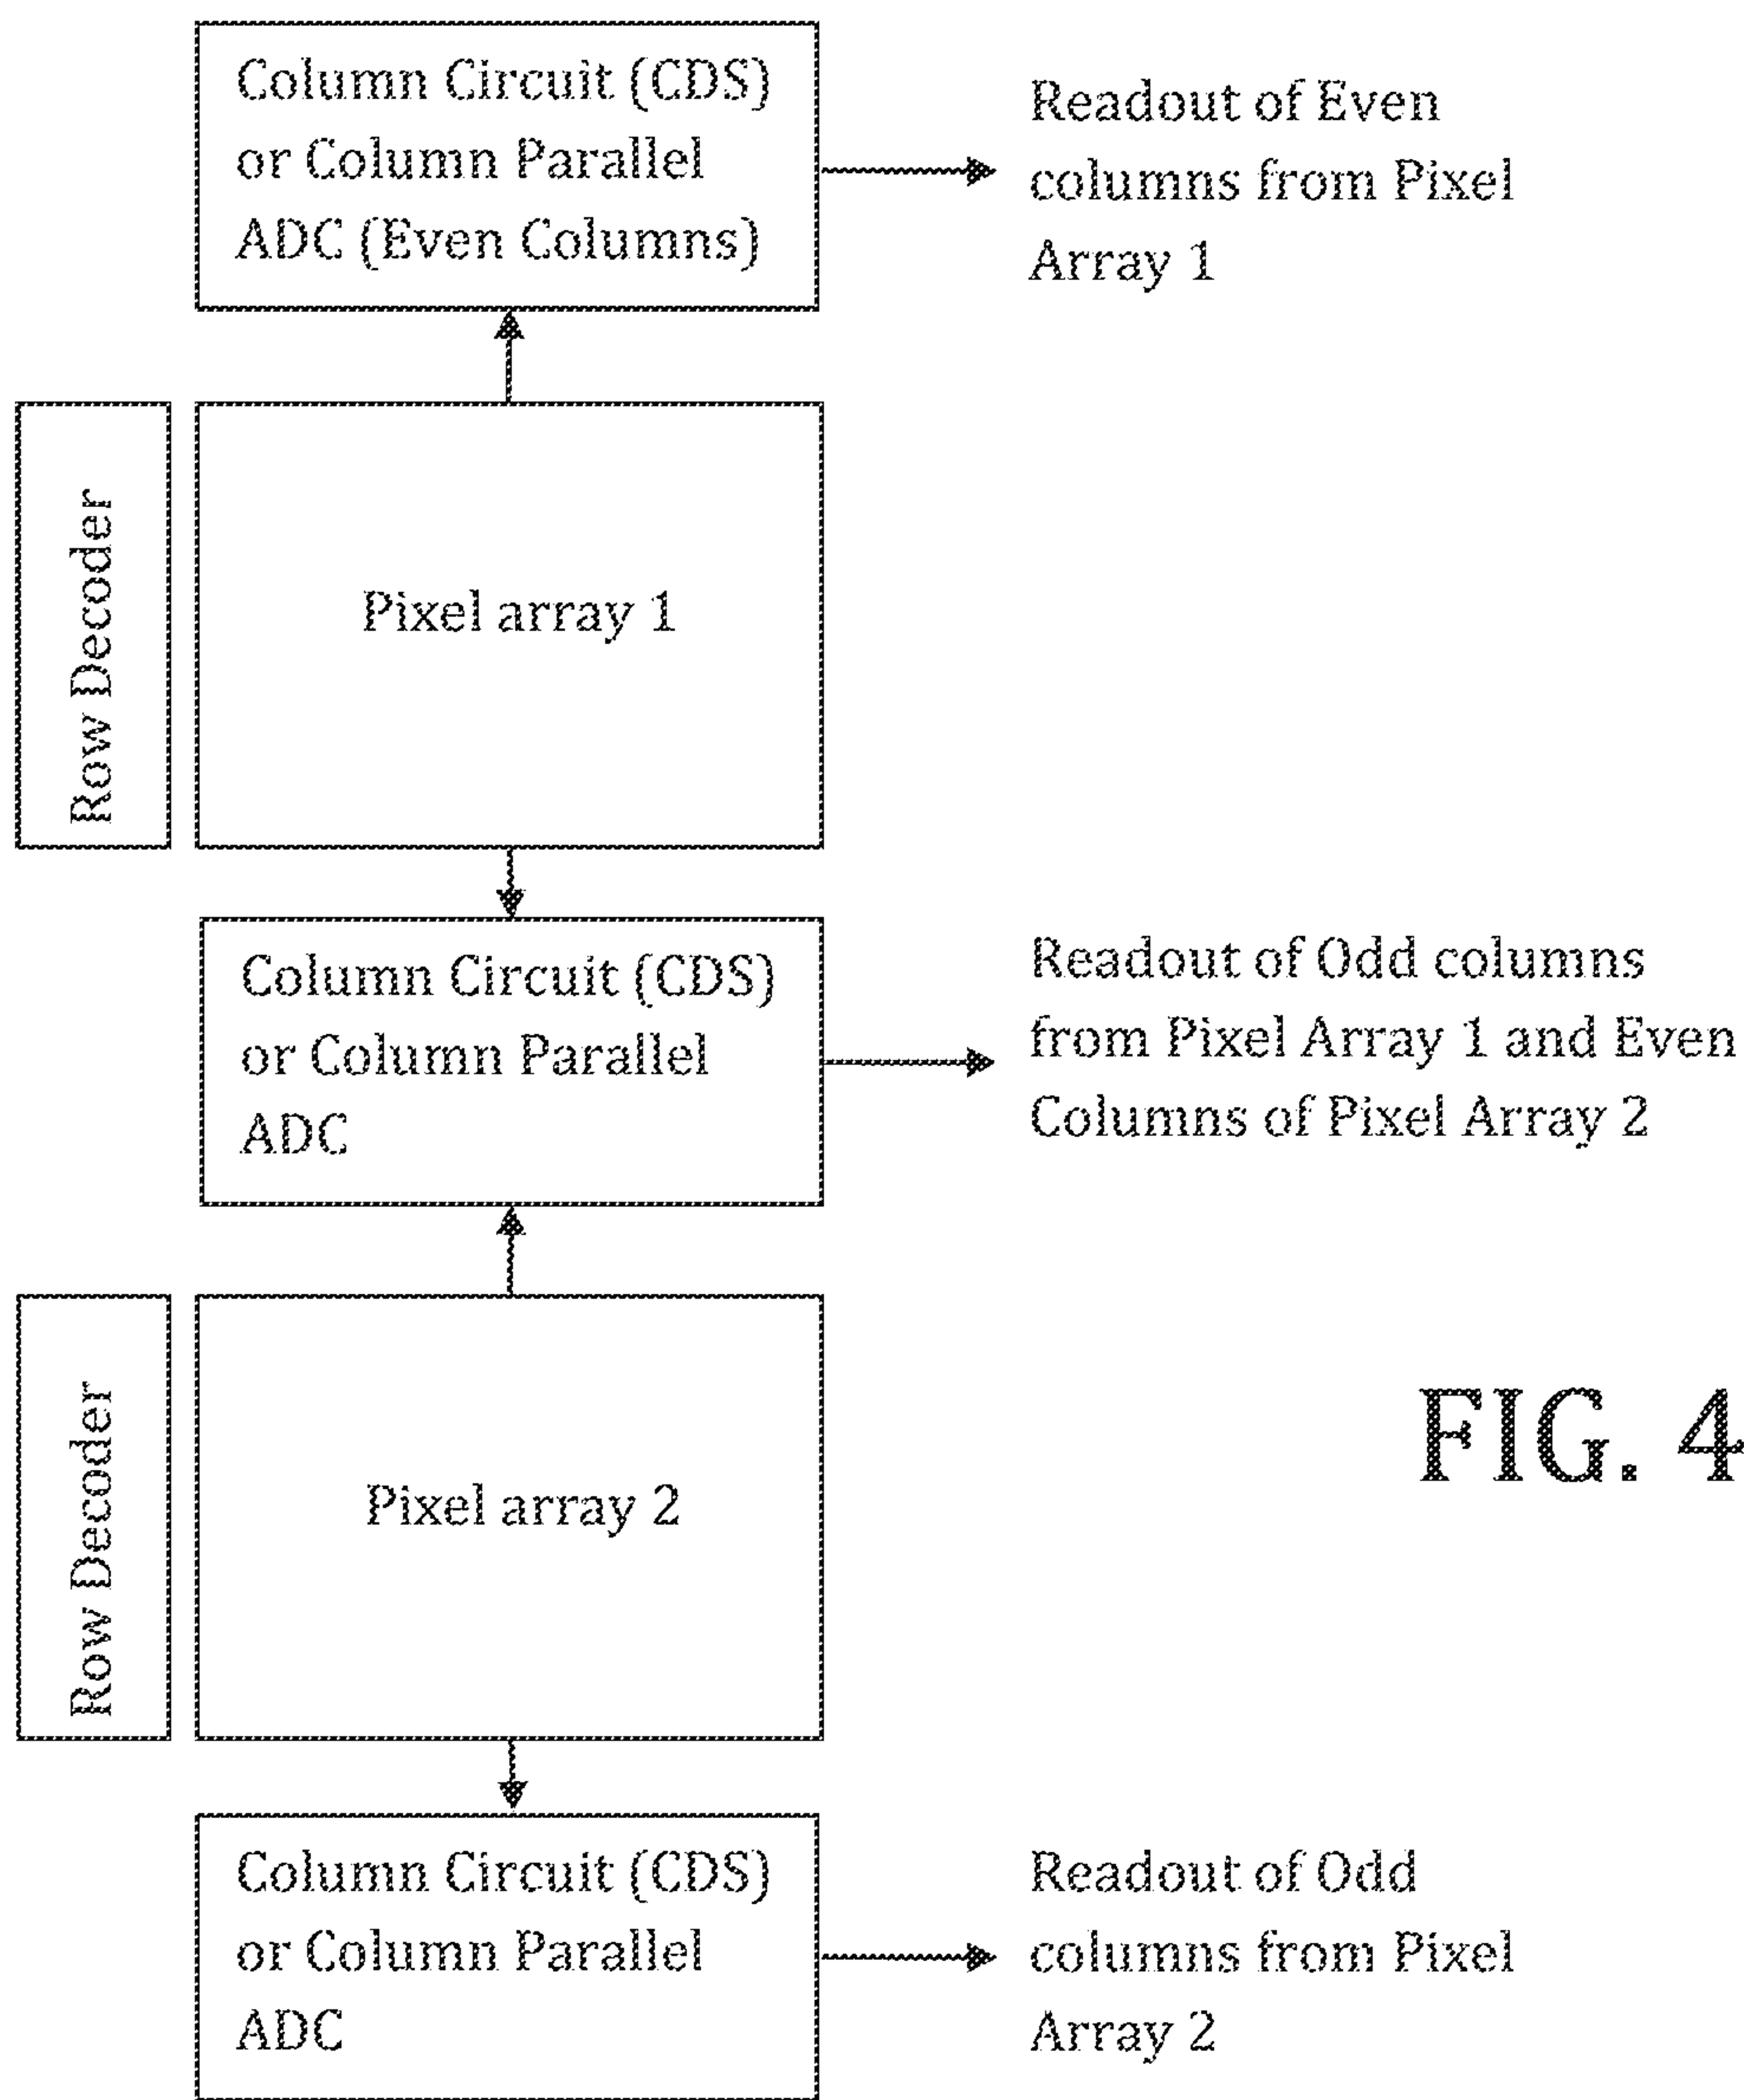 Column Circuit (CDS)
or Column Parallel
ADC (Even Columns)
Readout of Even
columns from Pixel
Array 1
Row Decoder
Pixel array 1
Column Circuit (CDS)
or Column Parallel
ADC
Readout of Odd columns
from Pixel Array 1 and Even
Columns of Pixel Array 2
Row Decoder
Pixel array 2
FIG. 4
Column Circuit (CDS)
or Column Parallel
ADC
Readout of Odd
columns from Pixel
Array 2